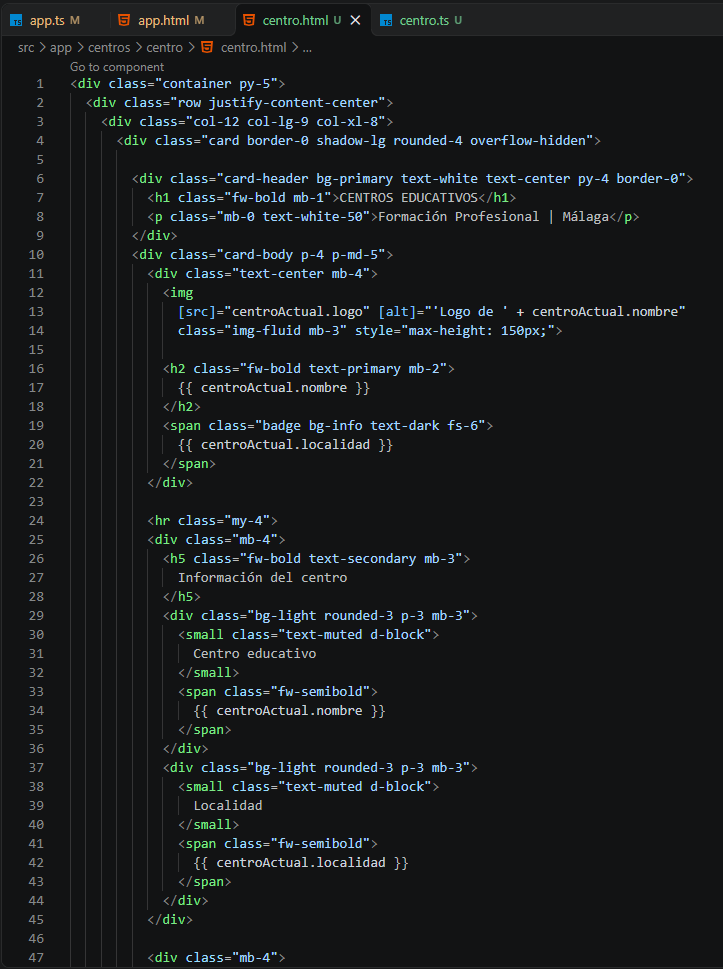 app.ts M app.html M centro.html U centro.ts U
src > app > centros > centro > centro.html > ...
Go to component
1 <div class="container py-5">
2 <div class="row justify-content-center">
3 <div class="col-12 col-lg-9 col-xl-8">
4 <div class="card border-0 shadow-lg rounded-4 overflow-hidden">
5
6 <div class="card-header bg-primary text-white text-center py-4 border-0">
7 <h1 class="fw-bold mb-1">CENTROS EDUCATIVOS</h1>
8 <p class="mb-0 text-white-50">Formación Profesional | Málaga</p>
9 </div>
10 <div class="card-body p-4 p-md-5">
11 <div class="text-center mb-4">
12 <img
13 [src]="centroActual.logo" [alt]="'Logo de ' + centroActual.nombre"
14 class="img-fluid mb-3" style="max-height: 150px;">
15
16 <h2 class="fw-bold text-primary mb-2">
17 {{ centroActual.nombre }}
18 </h2>
19 <span class="badge bg-info text-dark fs-6">
20 {{ centroActual.localidad }}
21 </span>
22 </div>
23
24 <hr class="my-4">
25 <div class="mb-4">
26 <h5 class="fw-bold text-secondary mb-3">
27 Información del centro
28 </h5>
29 <div class="bg-light rounded-3 p-3 mb-3">
30 <small class="text-muted d-block">
31 Centro educativo
32 </small>
33 <span class="fw-semibold">
34 {{ centroActual.nombre }}
35 </span>
36 </div>
37 <div class="bg-light rounded-3 p-3 mb-3">
38 <small class="text-muted d-block">
39 Localidad
40 </small>
41 <span class="fw-semibold">
42 {{ centroActual.localidad }}
43 </span>
44 </div>
45 </div>
46
47 <div class="mb-4">